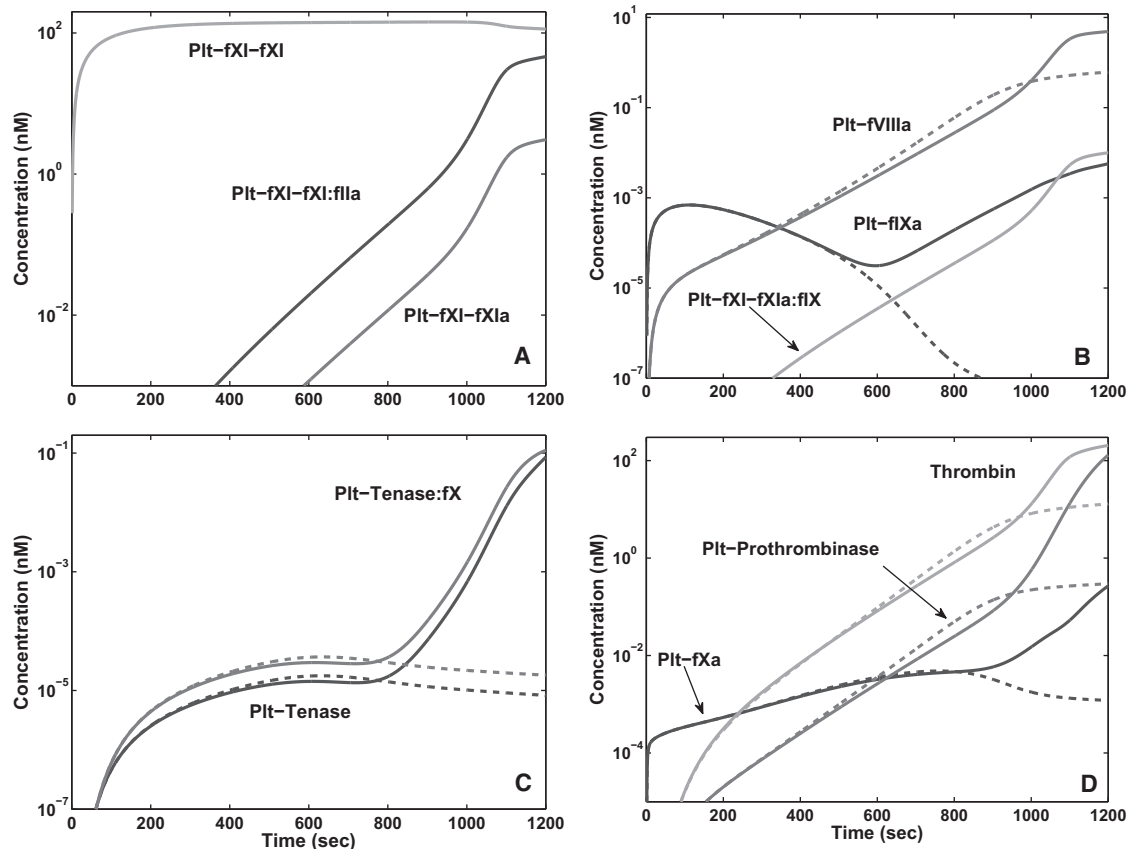 10^2
10^0
10^−2
Concentration (nM)
Plt−fXI−fXI
Plt−fXI−fXI:fIIa
Plt−fXI−fXIa
A
0 200 400 600 800 1000 1200
10^1
10^−1
10^−3
10^−5
10^−7
Concentration (nM)
Plt−fVIIIa
Plt−fIXa
Plt−fXI−fXIa:fIX
B
0 200 400 600 800 1000 1200
10^−1
10^−3
10^−5
10^−7
Concentration (nM)
Plt−Tenase:fX
Plt−Tenase
C
0 200 400 600 800 1000 1200
Time (sec)
10^2
10^0
10^−2
10^−4
Concentration (nM)
Thrombin
Plt−Prothrombinase
Plt−fXa
D
0 200 400 600 800 1000 1200
Time (sec)